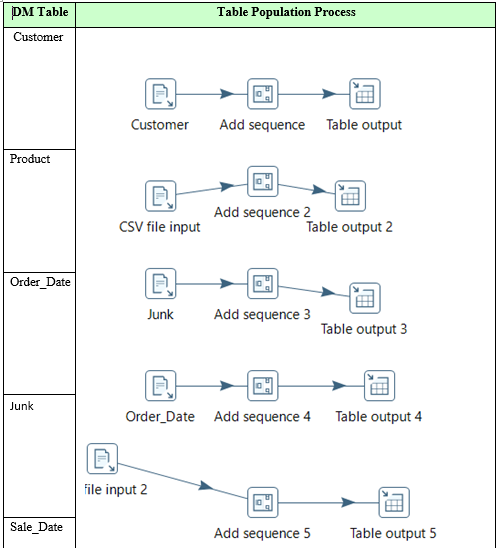 DM Table Table Population Process
Customer
Customer Add sequence Table output
Product
Add sequence 2
CSV file input Table output 2
Order_Date
Junk Add sequence 3
Table output 3
Junk
Order_Date Add sequence 4 Table output 4
file input 2
Sale_Date
Add sequence 5 Table output 5